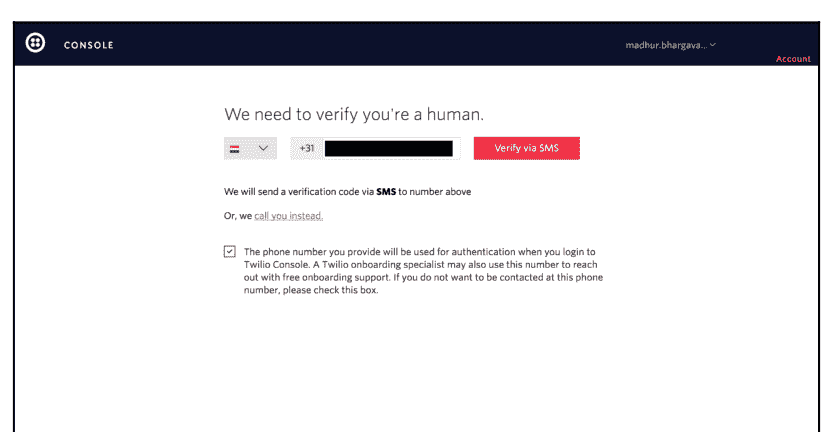 CONSOLE
madhur.bhargava...
Account
We need to verify you're a human.
+31
Verify via SMS
We will send a verification code via SMS to number above
Or, we call you instead.
The phone number you provide will be used for authentication when you login to
Twilio Console. A Twilio onboarding specialist may also use this number to reach
out with free onboarding support. If you do not want to be contacted at this phone
number, please check this box.